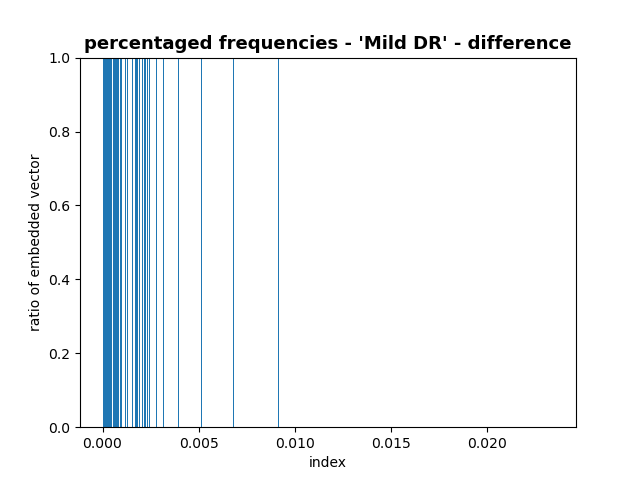 percentaged frequencies - 'Mild DR' - difference
1.0
0.8
0.6
0.4
0.2
0.0
ratio of embedded vector
0.000 0.005 0.010 0.015 0.020
index